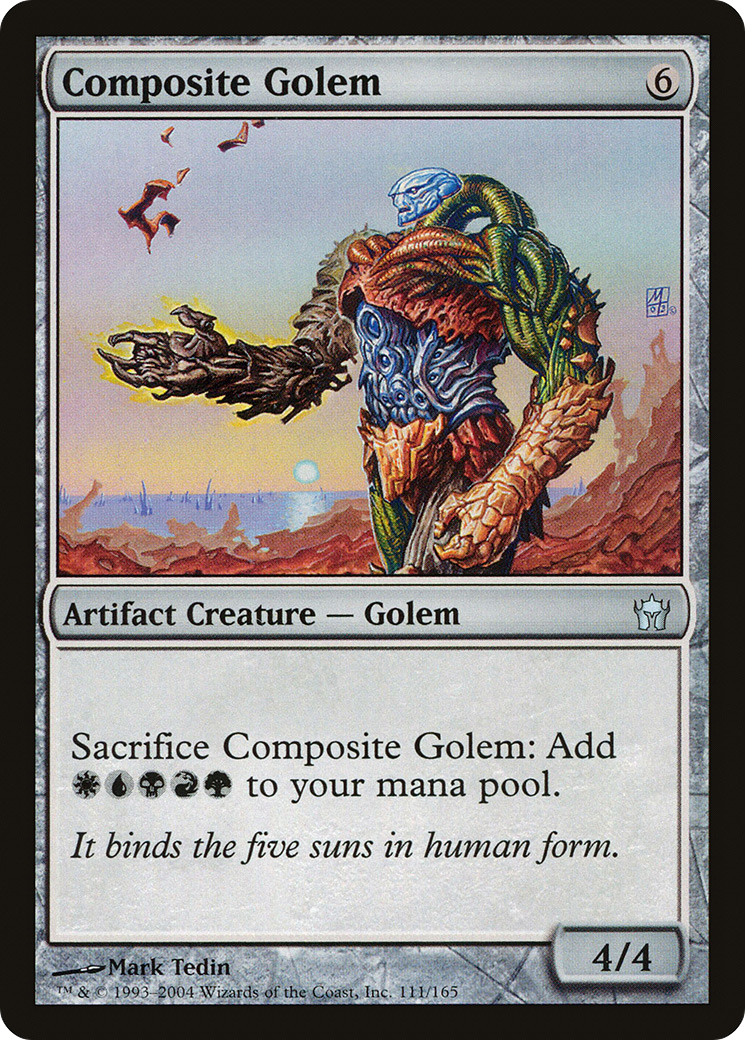 Composite Golem
6
M
02©
Artifact Creature — Golem
Sacrifice Composite Golem: Add
to your mana pool.
It binds the five suns in human form.
4/4
Mark Tedin
™ & © 1993–2004 Wizards of the Coast, Inc. 111/165